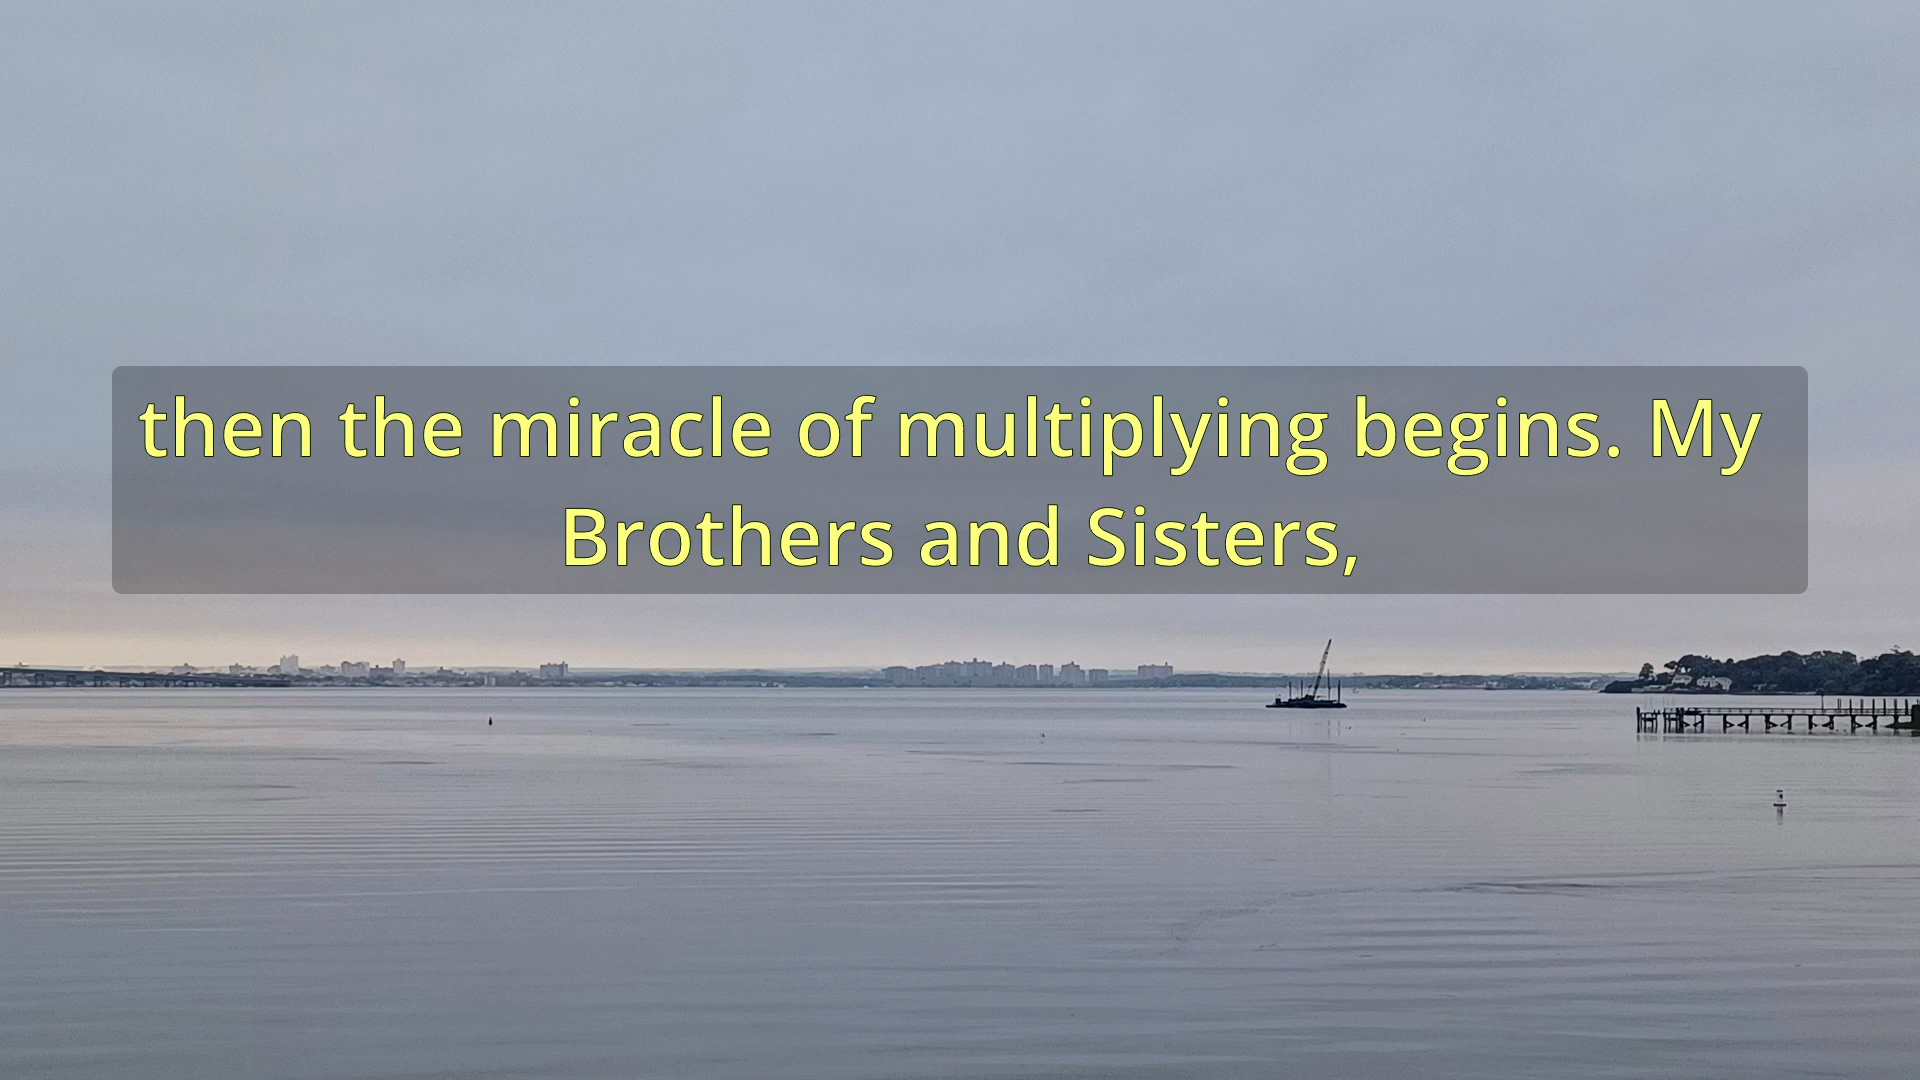 then the miracle of multiplying begins. My
Brothers and Sisters,